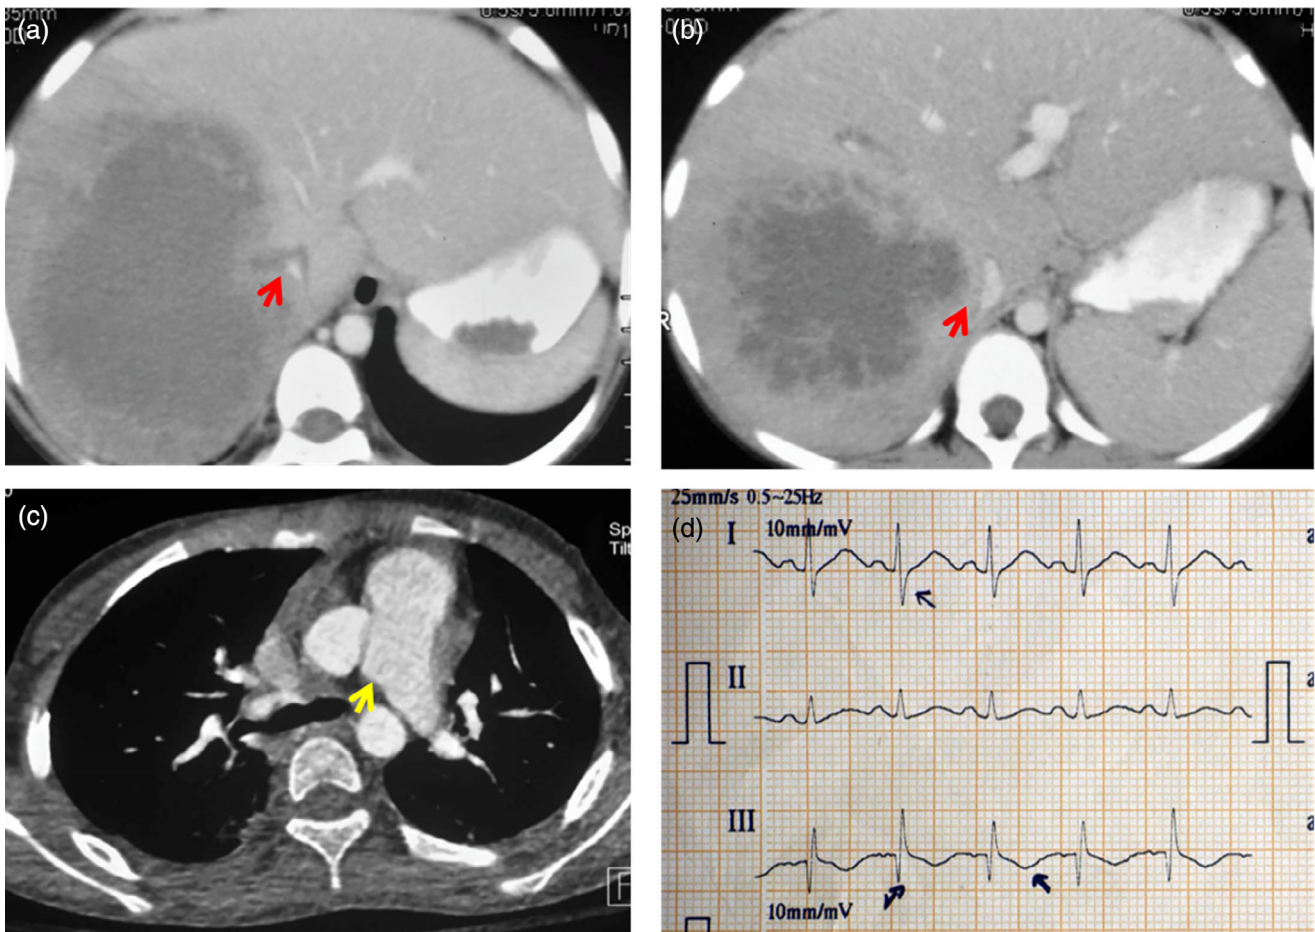 (a)
(b)
R
(c)
Sp
Tilt
F
(d)
25mm/s 0.5~25Hz
I
10mm/mV
a
II
a
III
a
10mm/mV